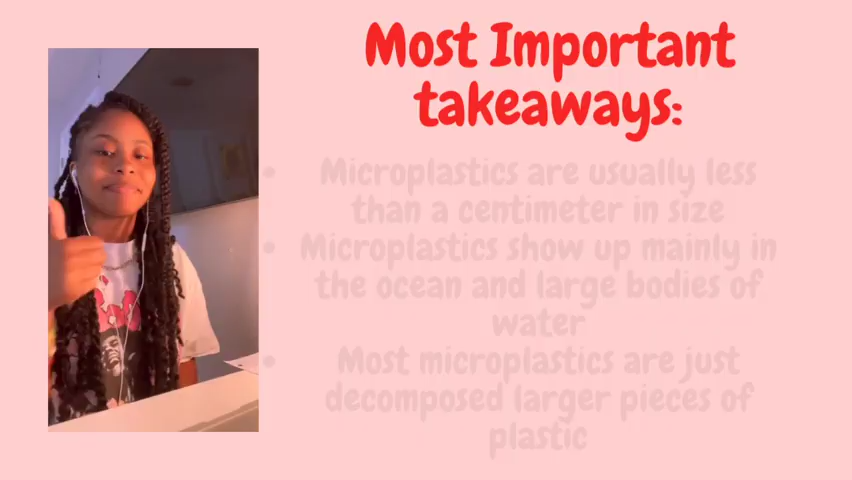 Most Important
takeaways:
• Microplastics are usually less
than a centimeter in size
• Microplastics show up mainly in
the ocean and large bodies of
water
• Most microplastics are just
decomposed larger pieces of
plastic